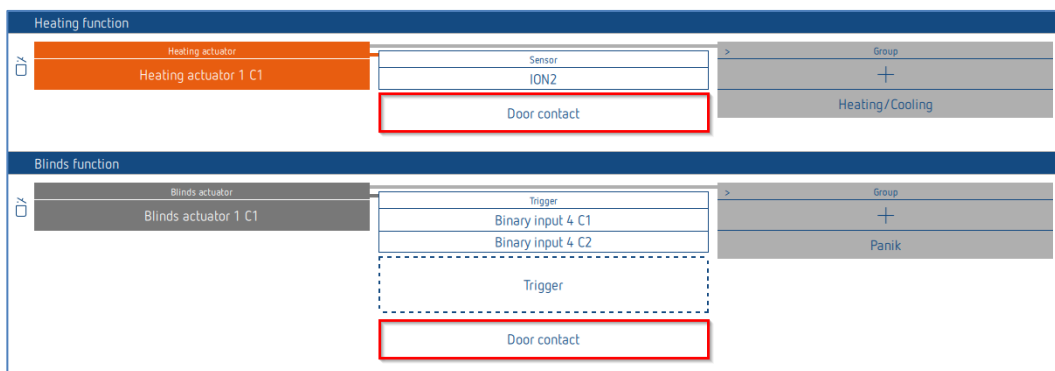 Heating function
Heating actuator
Heating actuator 1 C1
Sensor
ION2
Door contact
> Group
+
Heating/Cooling
Blinds function
Blinds actuator
Blinds actuator 1 C1
Trigger
Binary input 4 C1
Binary input 4 C2
Trigger
Door contact
> Group
+
Panik